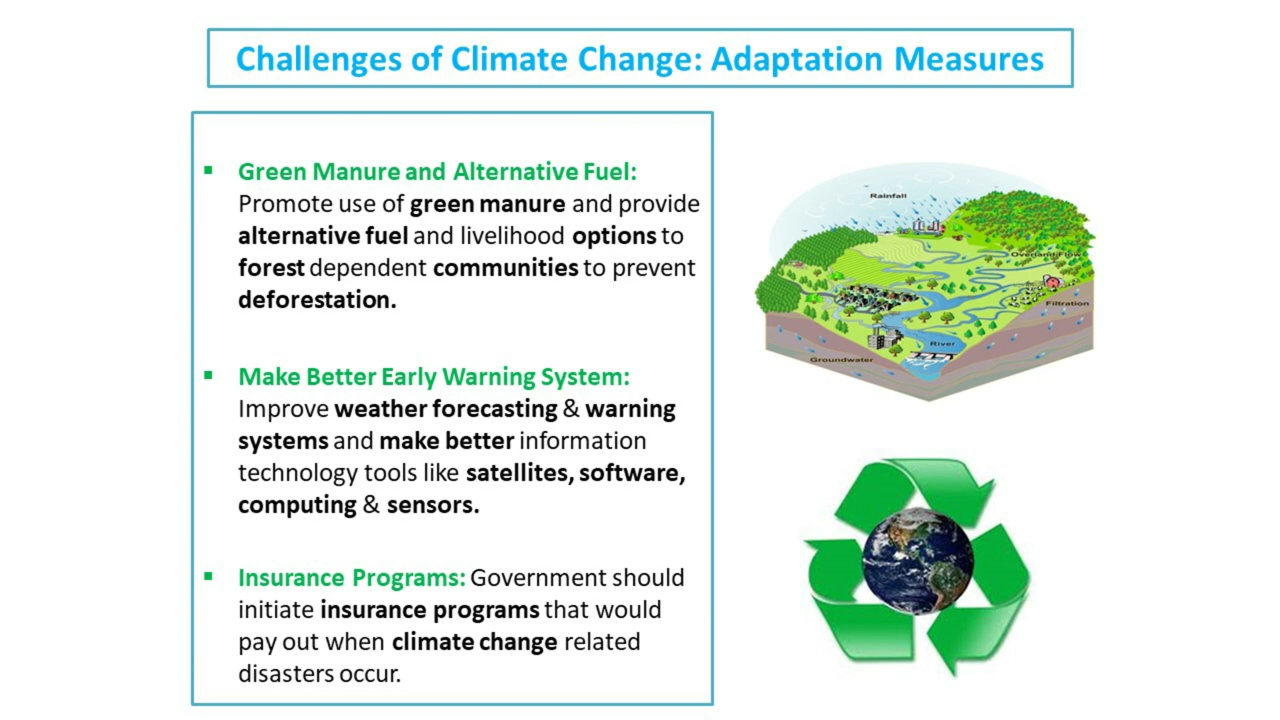 Challenges of Climate Change: Adaptation Measures
▪ Green Manure and Alternative Fuel:
Promote use of green manure and provide
alternative fuel and livelihood options to
forest dependent communities to prevent
deforestation.
▪ Make Better Early Warning System:
Improve weather forecasting & warning
systems and make better information
technology tools like satellites, software,
computing & sensors.
▪ Insurance Programs: Government should
initiate insurance programs that would
pay out when climate change related
disasters occur.
Rainfall
Overland Flow
Filtration
River
Groundwater